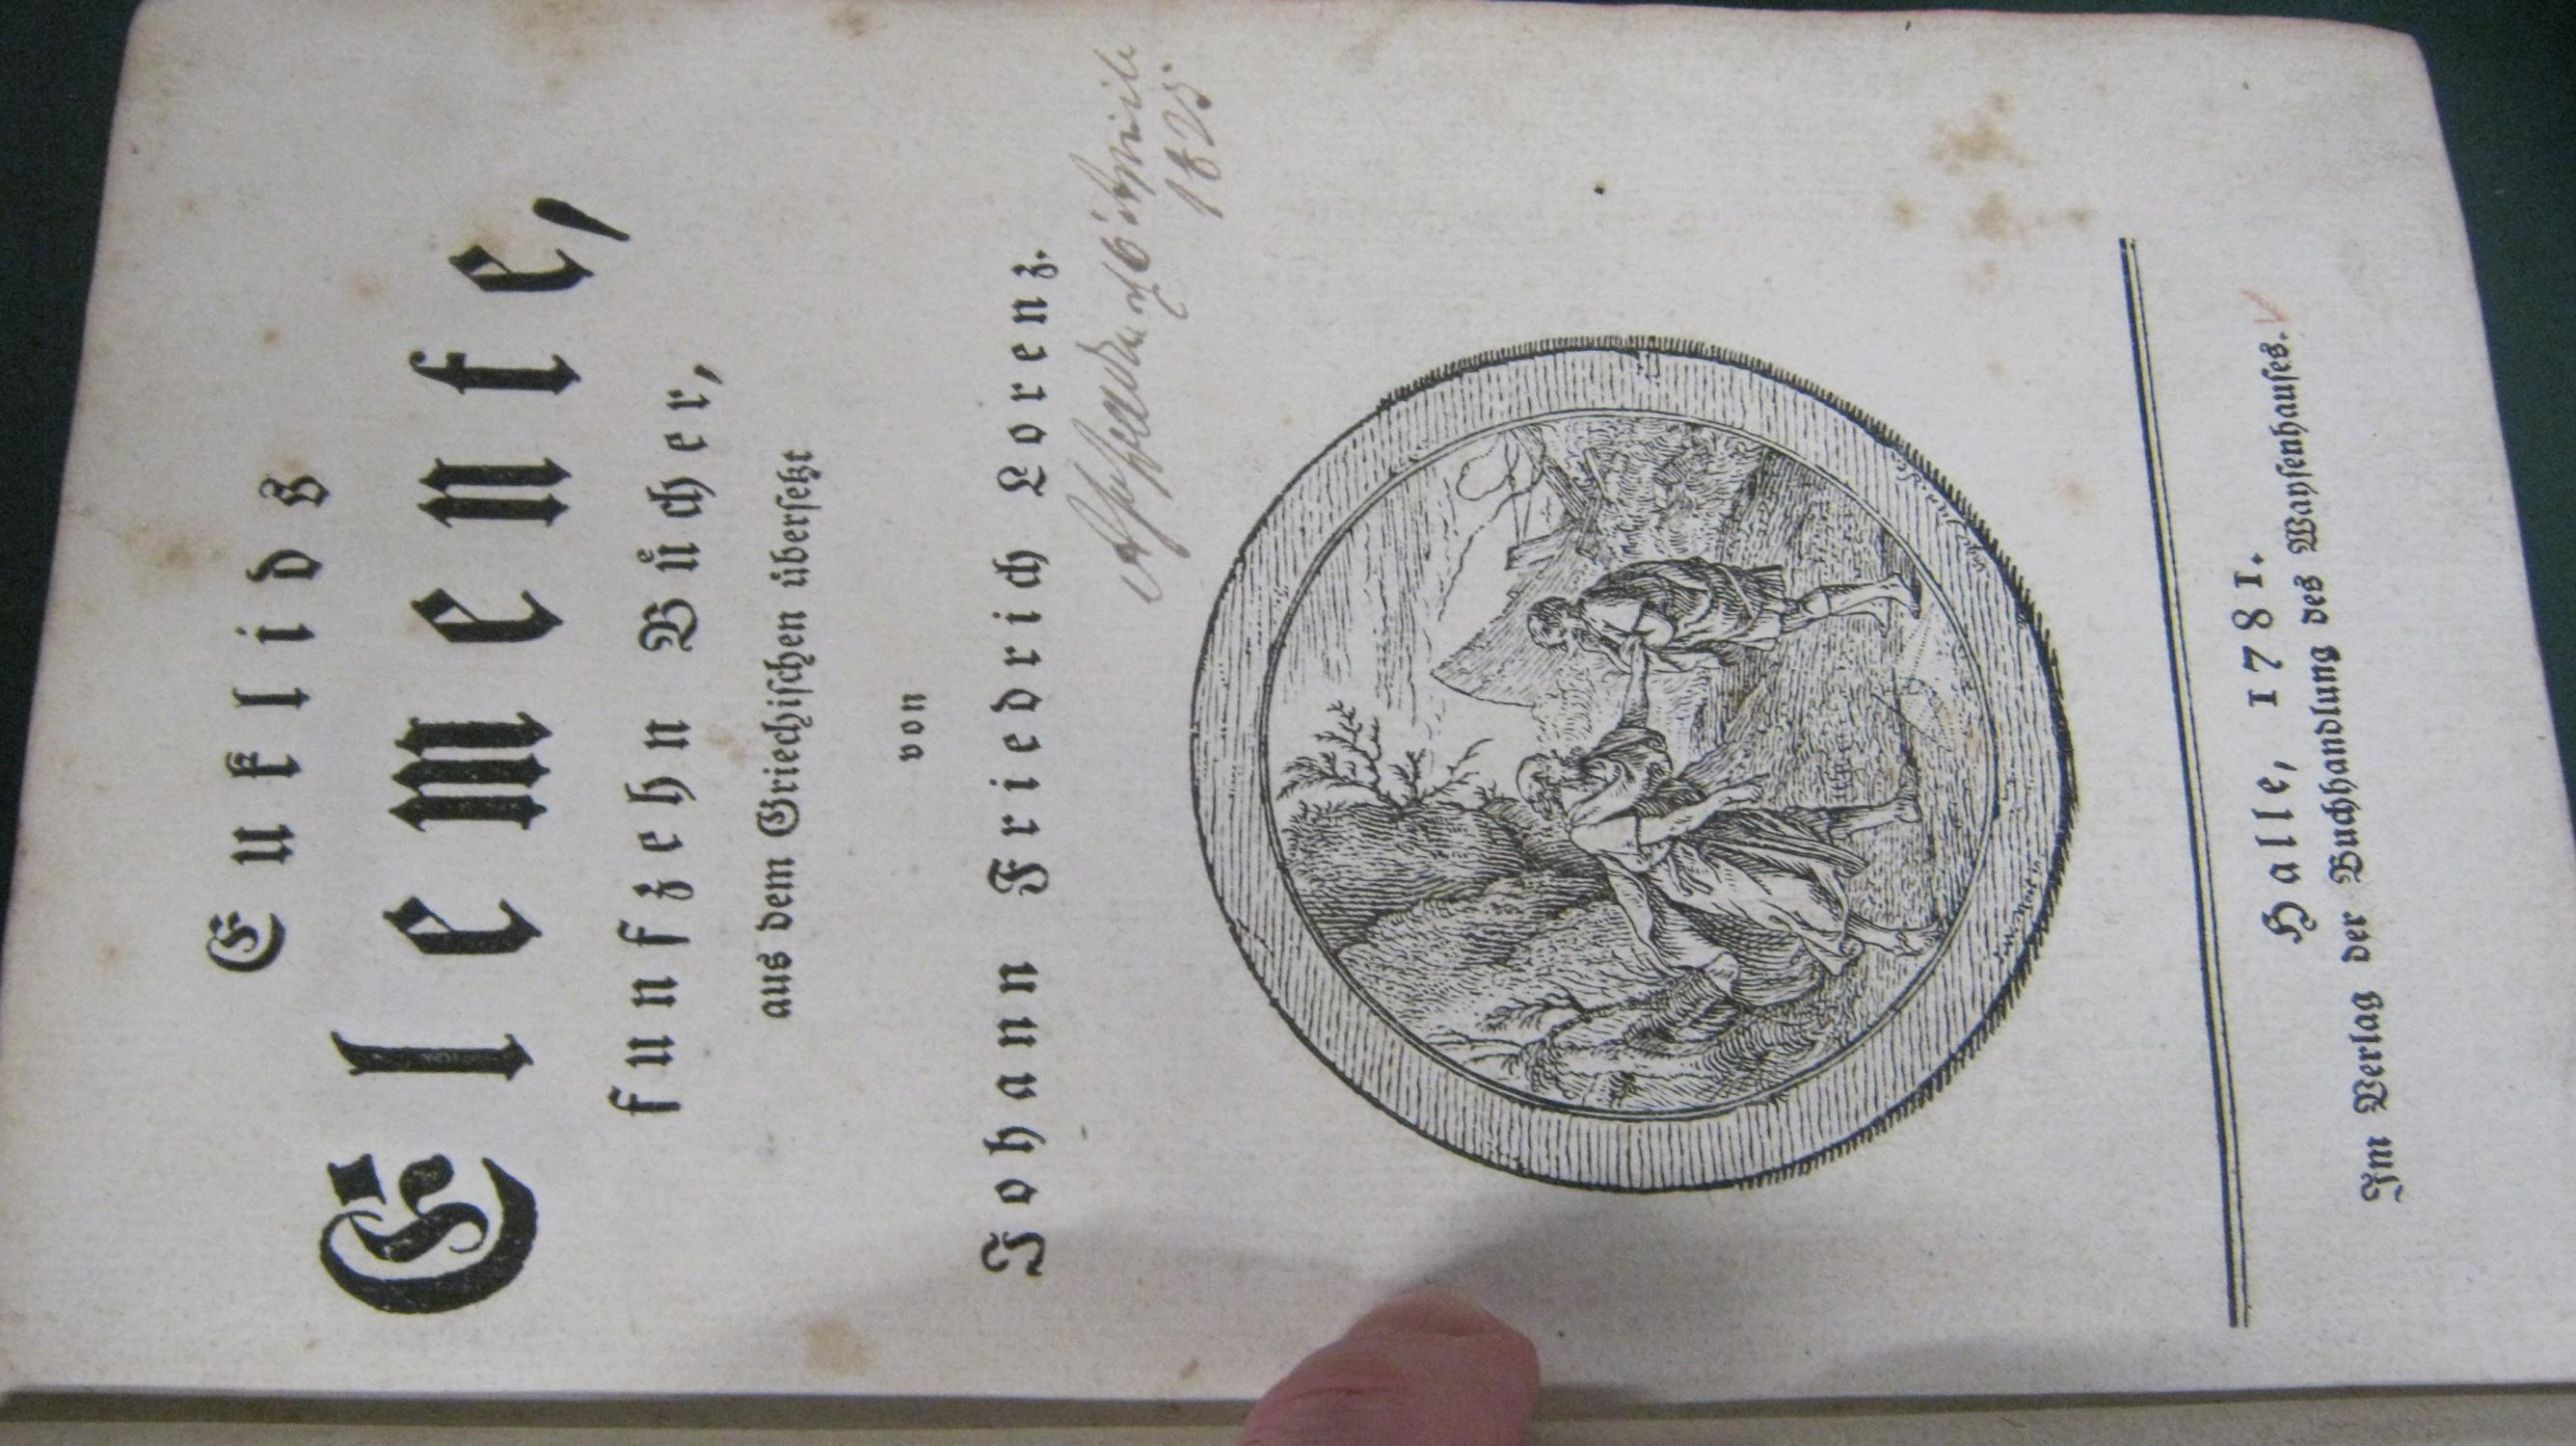 Euklids
Elemente,
funfzehn Bücher,
aus dem Griechischen übersetzt
von
Johann Friedrich Lorenz.
1825.
Halle, 1781.
Im Verlag der Buchhandlung des Waysenhauses.